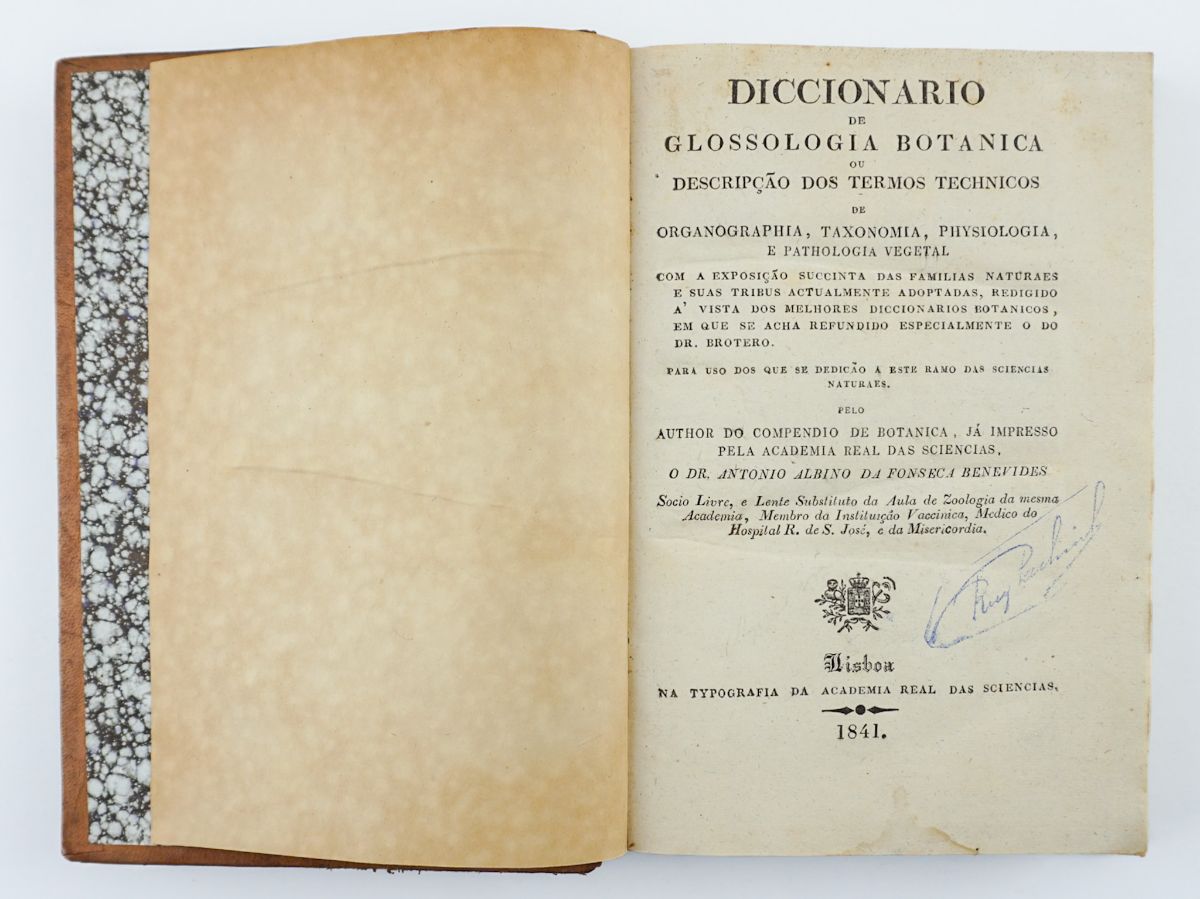 DICCIONARIO
DE
GLOSSOLOGIA BOTANICA
OU
DESCRIPÇÃO DOS TERMOS TECHNICOS
DE
ORGANOGRAPHIA, TAXONOMIA, PHYSIOLOGIA,
E PATHOLOGIA VEGETAL
COM A EXPOSIÇÃO SUCCINTA DAS FAMILIAS NATURAES
E SUAS TRIBUS ACTUALMENTE ADOPTADAS, REDIGIDO
A' VISTA DOS MELHORES DICCIONARIOS BOTANICOS,
EM QUE SE ACHA REFUNDIDO ESPECIALMENTE O DO
DR. BROTERO.
PARA USO DOS QUE SE DEDICÃO A ESTE RAMO DAS SCIENCIAS
NATURAES.
PELO
AUTHOR DO COMPENDIO DE BOTANICA, JÁ IMPRESSO
PELA ACADEMIA REAL DAS SCIENCIAS,
O DR. ANTONIO ALBINO DA FONSECA BENEVIDES
Socio Livre, e Lente Substituto da Aula de Zoologia da mesma
Academia, Membro da Instituição Vaccinica, Medico do
Hospital R. de S. José, e da Misericordia.
Ruy
Lisboa
NA TYPOGRAFIA DA ACADEMIA REAL DAS SCIENCIAS,
1841.